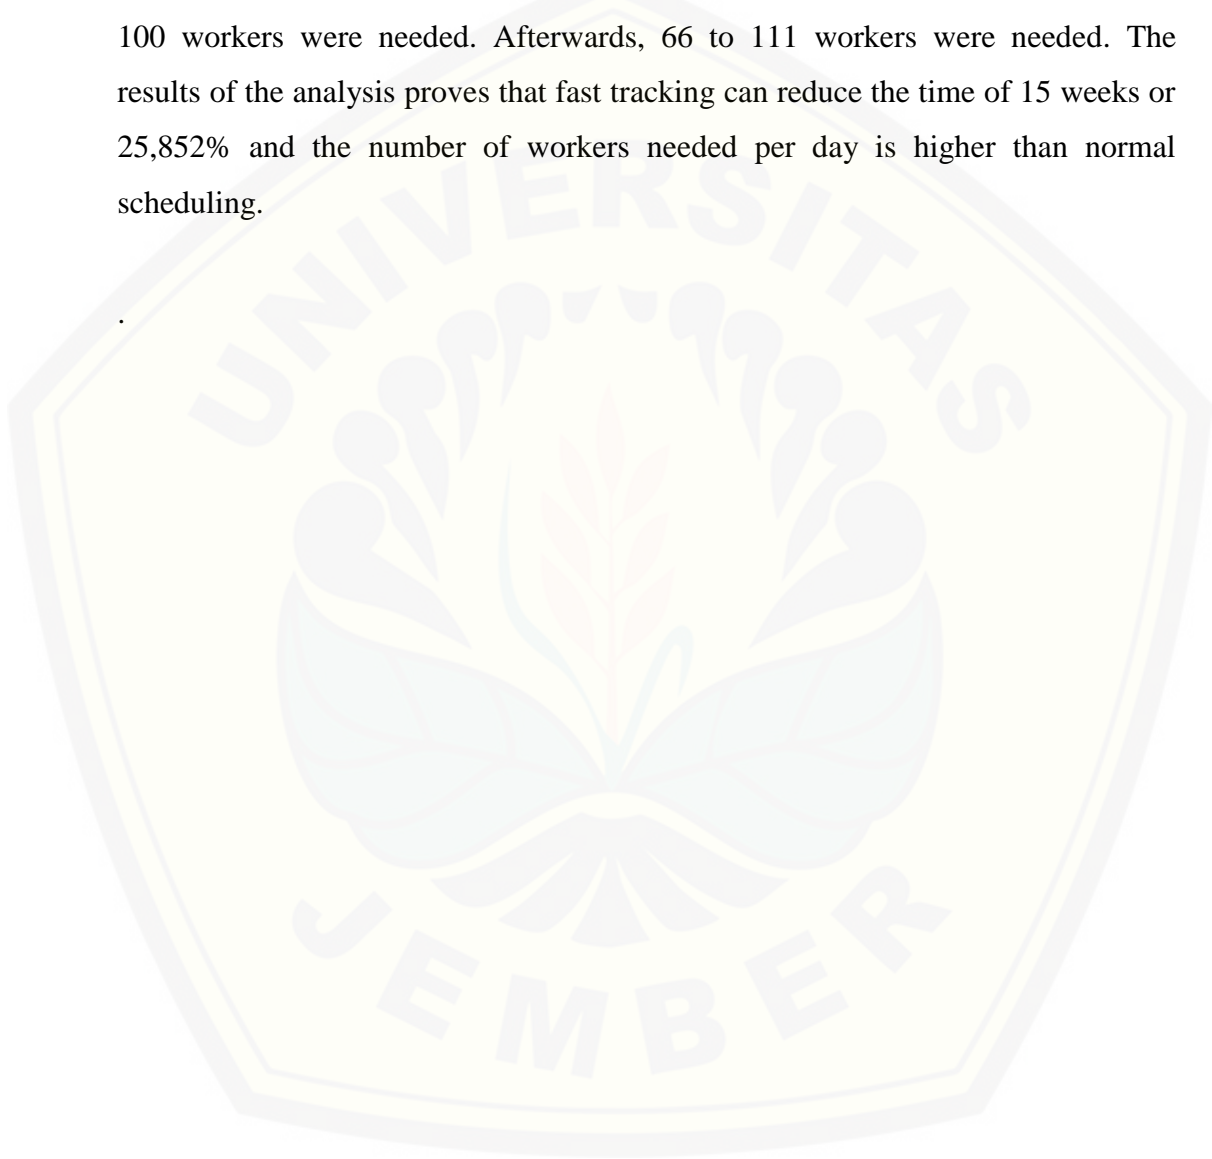 100 workers were needed. Afterwards, 66 to 111 workers were needed. The
results of the analysis proves that fast tracking can reduce the time of 15 weeks or
25,852% and the number of workers needed per day is higher than normal
scheduling.
.
UNIVERSITAS
JEMBER